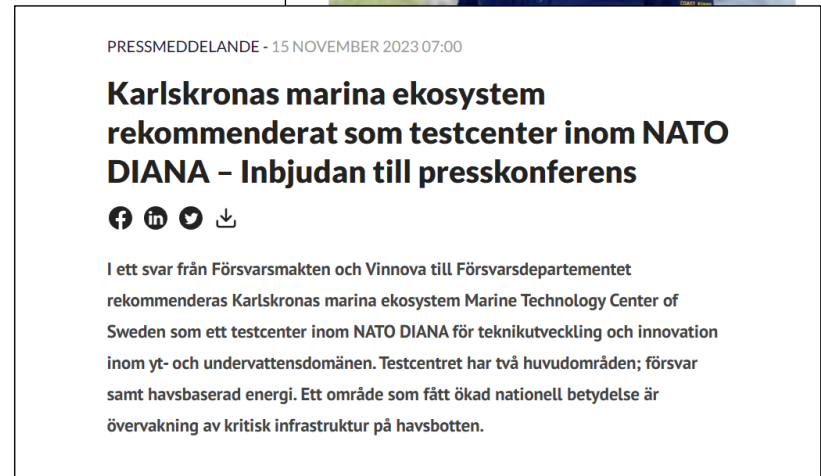 PRESSMEDDELANDE - 15 NOVEMBER 2023 07:00
Karlskronas marina ekosystem
rekommenderat som testcenter inom NATO
DIANA – Inbjudan till presskonferens
I ett svar från Försvarsmakten och Vinnova till Försvarsdepartementet
rekommenderas Karlskronas marina ekosystem Marine Technology Center of
Sweden som ett testcenter inom NATO DIANA för teknikutveckling och innovation
inom yt- och undervattensdomänen. Testcentret har två huvudområden; försvar
samt havsbaserad energi. Ett område som fått ökad nationell betydelse är
övervakning av kritisk infrastruktur på havsbotten.